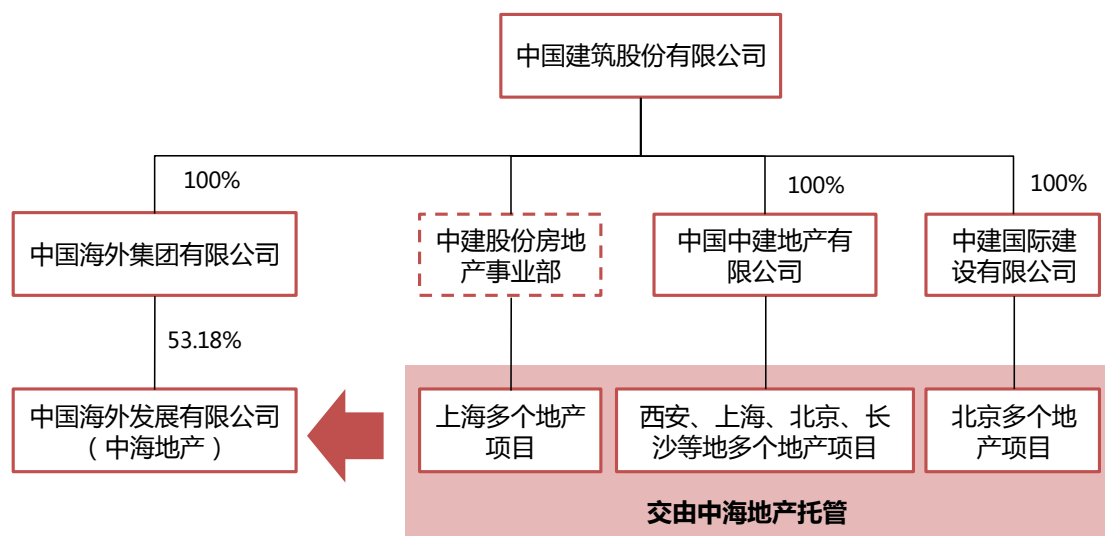 中国建筑股份有限公司
100%
100%
100%
中国海外集团有限公司
中建股份房地
产事业部
中国中建地产有
限公司
中建国际建
设有限公司
53.18%
中国海外发展有限公司
（中海地产）
上海多个地产
项目
西安、上海、北京、长
沙等地多个地产项目
北京多个地
产项目
交由中海地产托管